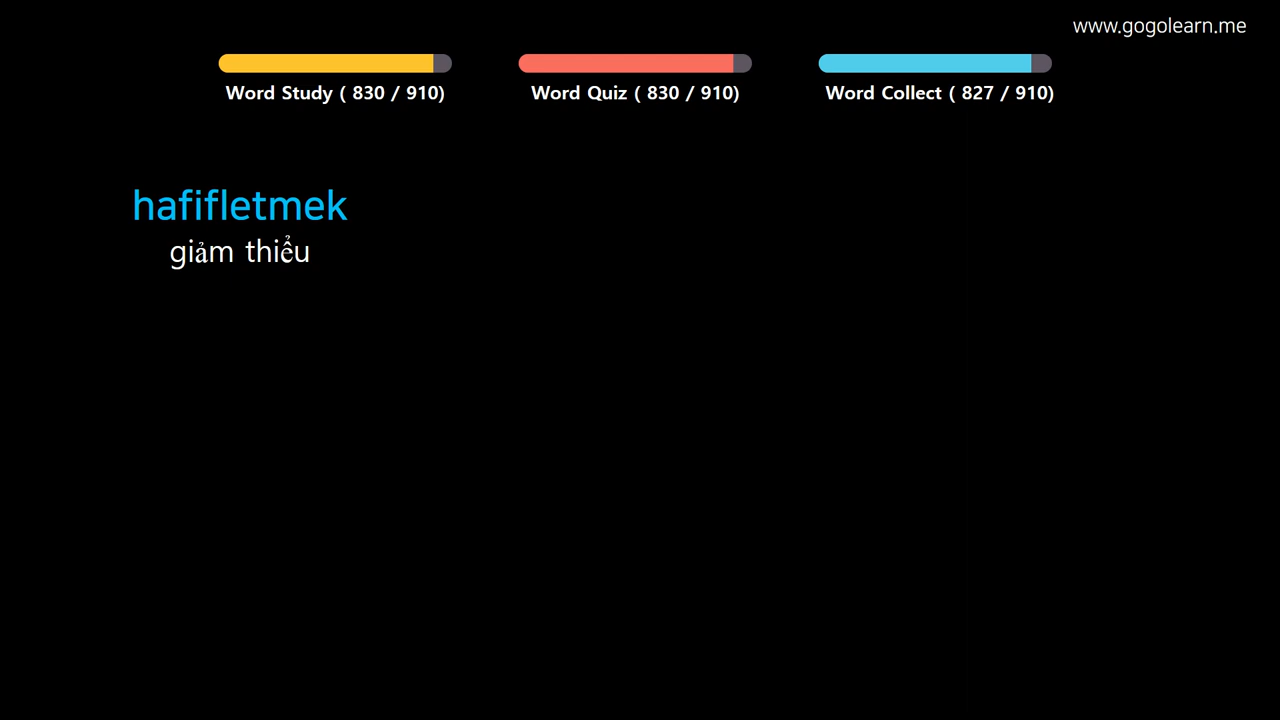 www.gogolearn.me
Word Study ( 830 / 910)
Word Quiz ( 830 / 910)
Word Collect ( 827 / 910)
hafifletmek
giảm thiểu